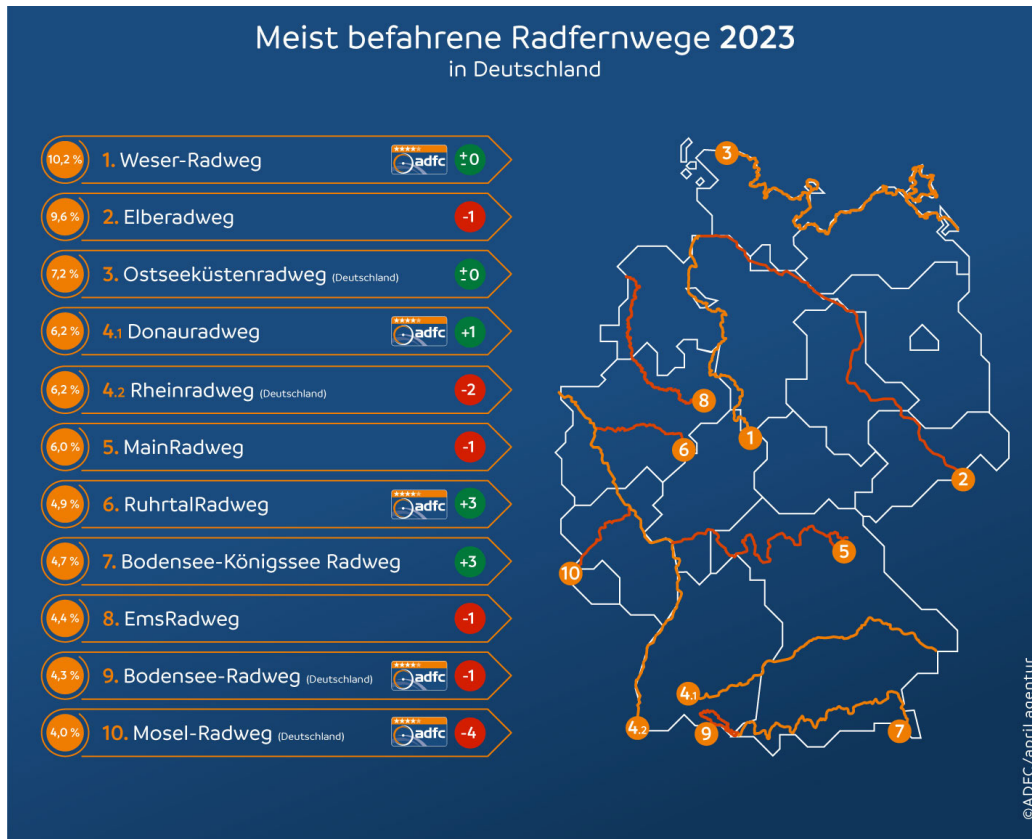 Meist befahrene Radfernwege 2023
in Deutschland
10,2 % 1. Weser-Radweg adfc ±0
9,6 % 2. Elberadweg -1
7,2 % 3. Ostseeküstenradweg (Deutschland) ±0
6,2 % 4.1 Donauradweg adfc +1
6,2 % 4.2 Rheinradweg (Deutschland) -2
6,0 % 5. MainRadweg -1
4,9 % 6. RuhrtalRadweg adfc +3
4,7 % 7. Bodensee-Königssee Radweg +3
4,4 % 8. EmsRadweg -1
4,3 % 9. Bodensee-Radweg (Deutschland) adfc -1
4,0 % 10. Mosel-Radweg (Deutschland) adfc -4
3
8
1
6
2
5
10
4.1
4.2
9
7
©ADFC/april agentur